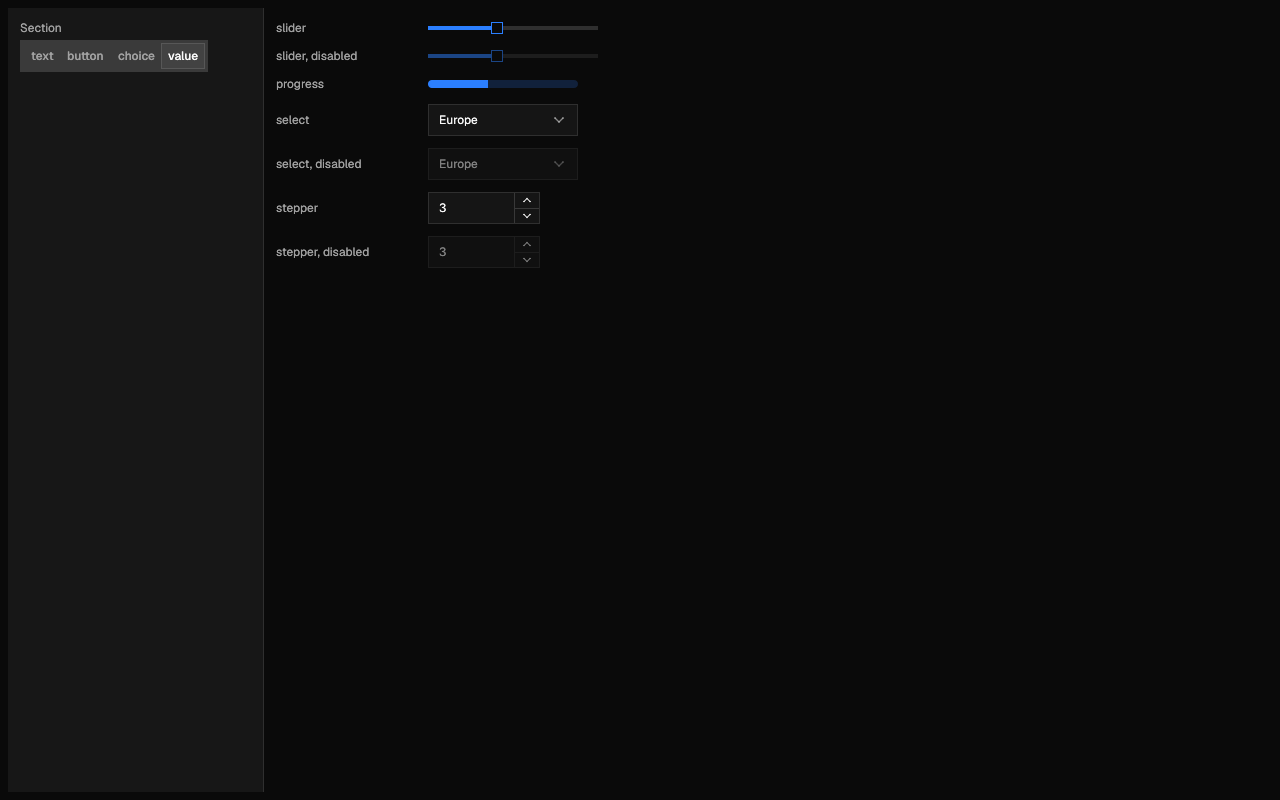 Section
text button choice value
slider
slider, disabled
progress
select Europe
select, disabled Europe
stepper 3
stepper, disabled 3